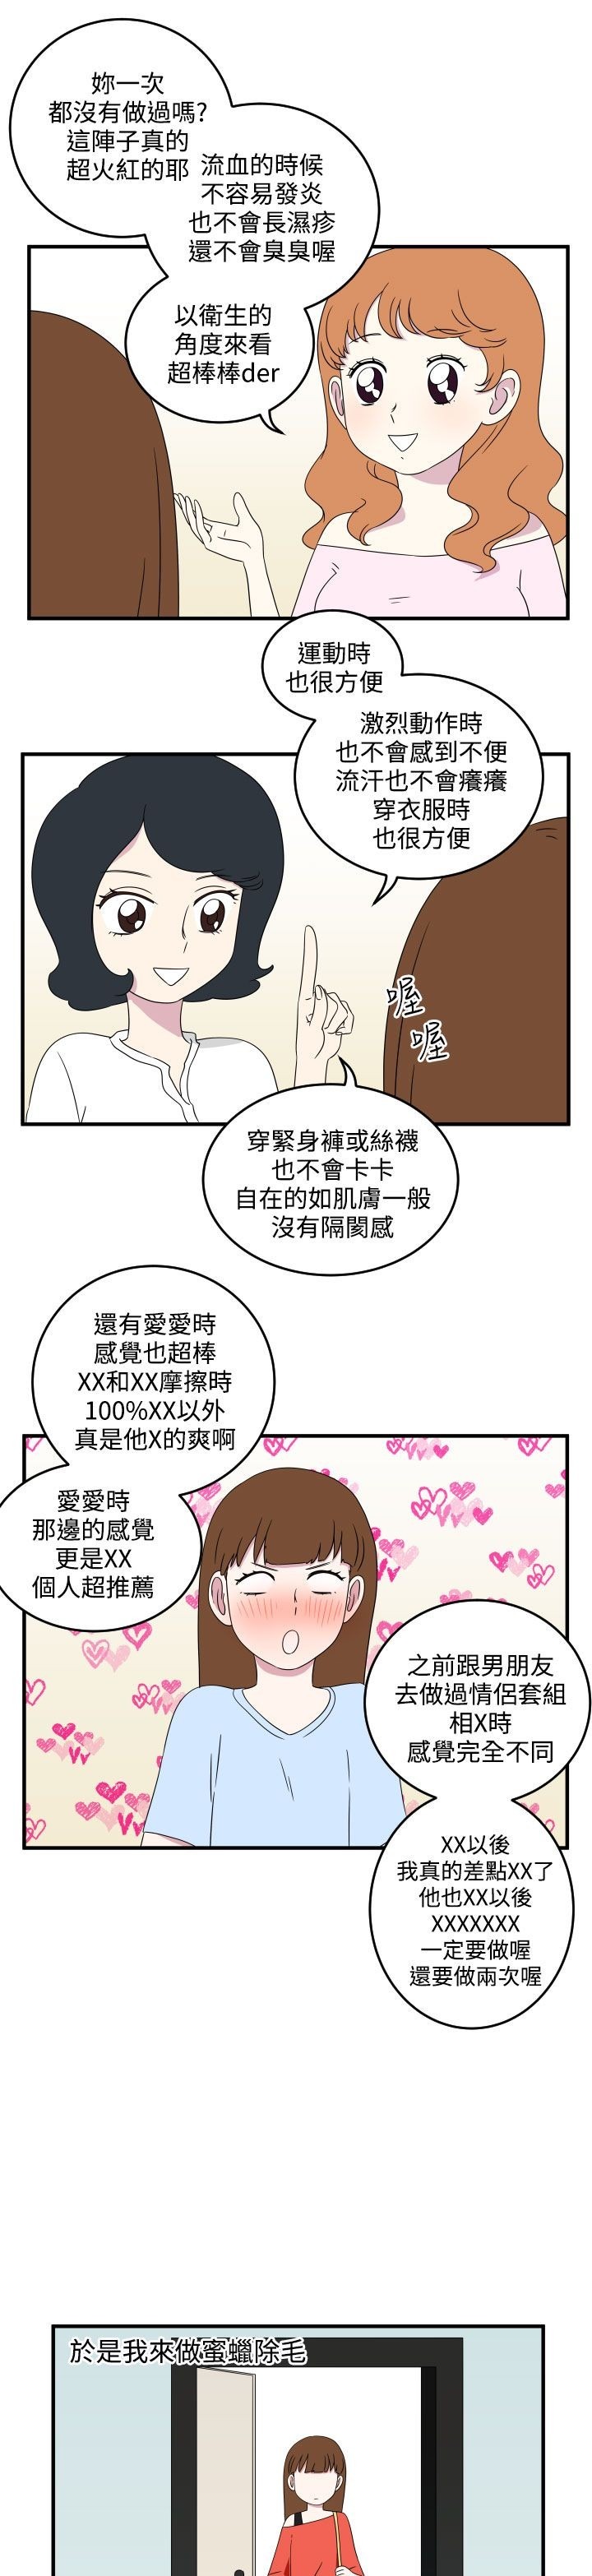 妳一次
都沒有做過嗎?
這陣子真的
超火紅的耶
流血的時候
不容易發炎
也不會長濕疹
還不會臭臭喔
以衛生的
角度來看
超棒棒der
運動時
也很方便
激烈動作時
也不會感到不便
流汗也不會癢癢
穿衣服時
也很方便
喔
喔
穿緊身褲或絲襪
也不會卡卡
自在的如肌膚一般
沒有隔閡感
還有愛愛時
感覺也超棒
XX和XX摩擦時
100%XX以外
真是他X的爽啊
愛愛時
那邊的感覺
更是XX
個人超推薦
之前跟男朋友
去做過情侶套組
相X時
感覺完全不同
XX以後
我真的差點XX了
他也XX以後
XXXXXXX
一定要做喔
還要做兩次喔
於是我來做蜜蠟除毛